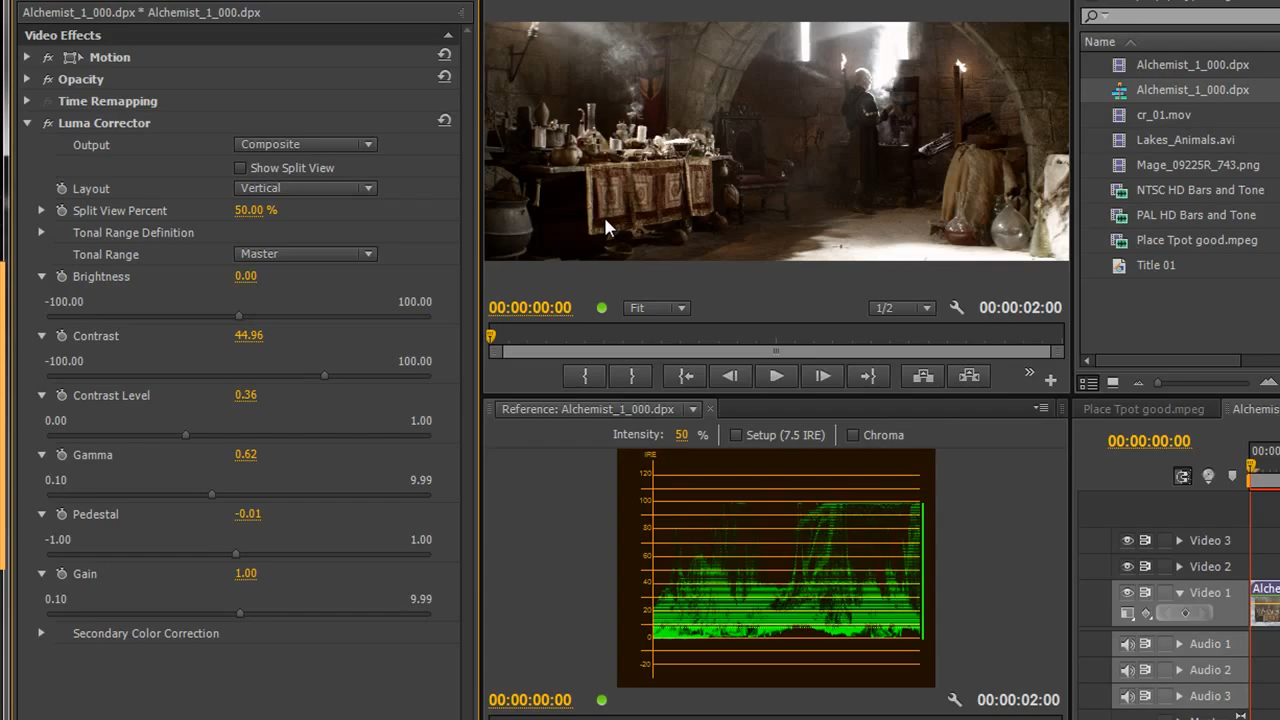 Alchemist_1_000.dpx * Alchemist_1_000.dpx
Video Effects
fx Motion
fx Opacity
fx Time Remapping
fx Luma Corrector
Output Composite
Show Split View
Layout Vertical
Split View Percent 50.00 %
Tonal Range Definition
Tonal Range Master
Brightness 0.00
-100.00 100.00
Contrast 44.96
-100.00 100.00
Contrast Level 0.36
0.00 1.00
Gamma 0.62
0.10 9.99
Pedestal -0.01
-1.00 1.00
Gain 1.00
0.10 9.99
Secondary Color Correction
00:00:00:00 Fit 1/2 00:00:02:00
Reference: Alchemist_1_000.dpx
Intensity: 50 % Setup (7.5 IRE) Chroma
IRE
120
100
80
60
40
20
0
-20
00:00:00:00 00:00:02:00
Name
Alchemist_1_000.dpx
Alchemist_1_000.dpx
cr_01.mov
Lakes_Animals.avi
Mage_09225R_743.png
NTSC HD Bars and Tone
PAL HD Bars and Tone
Place Tpot good.mpeg
Title 01
Place Tpot good.mpeg Alchemis
00:00:00:00 00:00
Video 3
Video 2
Video 1 Alche
Audio 1
Audio 2
Audio 3